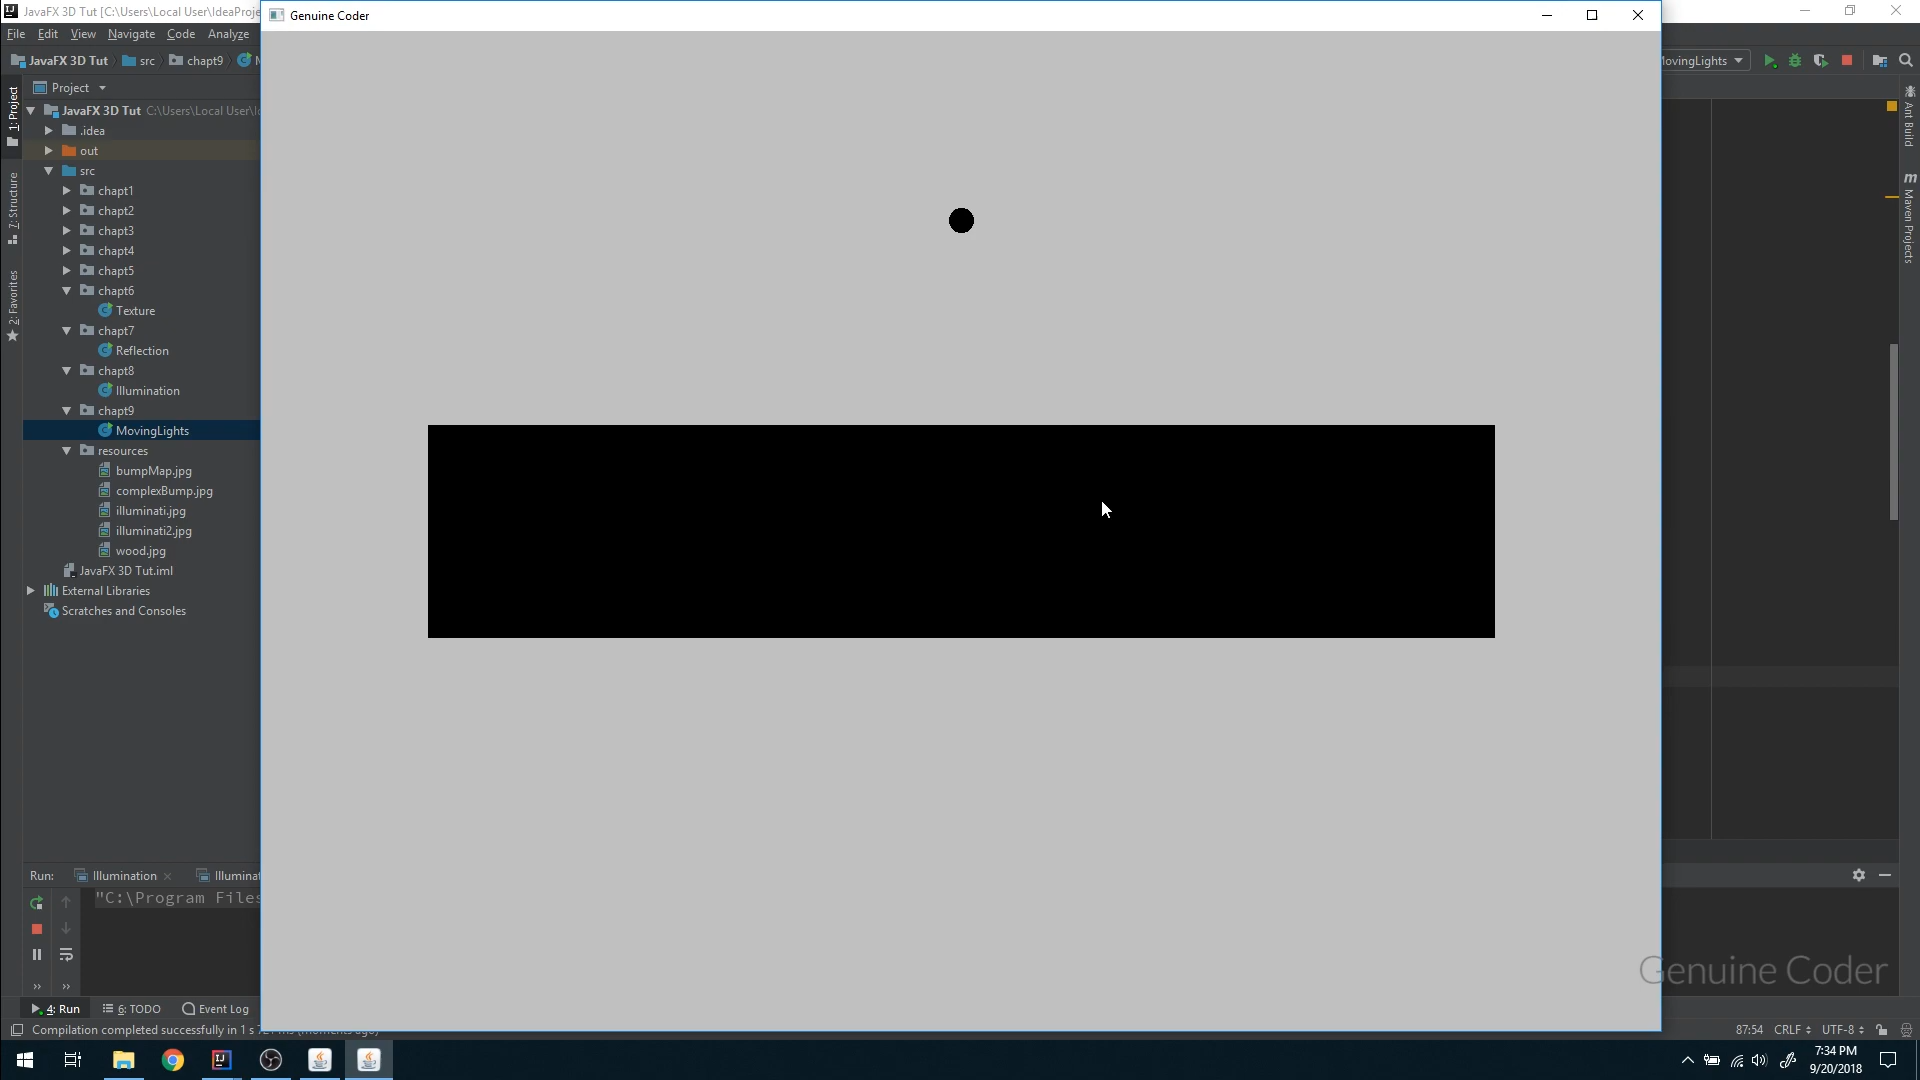 JavaFX 3D Tut [C:\Users\Local User\IdeaProje
Genuine Coder
File Edit View Navigate Code Analyze
JavaFX 3D Tut src chapt9
MovingLights
Project
JavaFX 3D Tut C:\Users\Local User\
.idea
out
src
chapt1
chapt2
chapt3
chapt4
chapt5
chapt6
Texture
chapt7
Reflection
chapt8
Illumination
chapt9
MovingLights
resources
bumpMap.jpg
complexBump.jpg
illuminati.jpg
illuminati2.jpg
wood.jpg
JavaFX 3D Tut.iml
External Libraries
Scratches and Consoles
1: Project
7: Structure
2: Favorites
Ant Build
Maven Projects
Run: Illumination Illuminat
"C:\Program Files
Genuine Coder
4: Run 6: TODO Event Log
Compilation completed successfully in 1 s
87:54 CRLF UTF-8
7:34 PM
9/20/2018